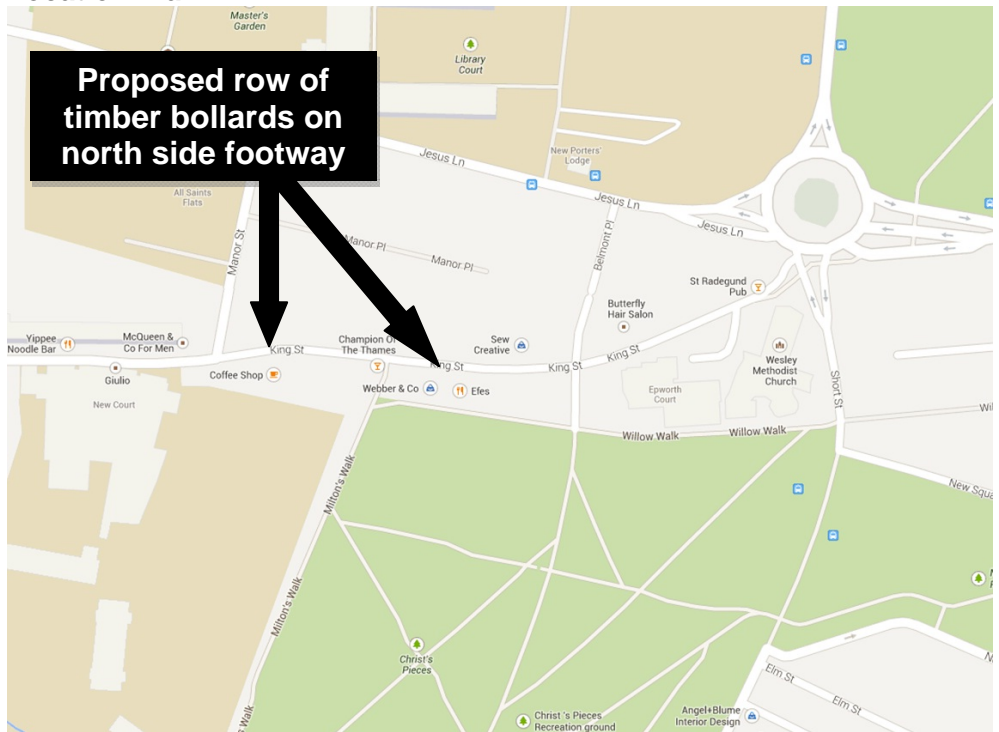 Master's
Garden
Library
Court
Proposed row of
timber bollards on
north side footway
Jesus Ln
New Porters'
Lodge
All Saints
Flats
Jesus Ln
Jesus Ln
Manor St
Manor Pl
Manor Pl
Belmont Pl
St Radegund
Pub
Butterfly
Hair Salon
Yippee
Noodle Bar
McQueen &
Co For Men
King St
Champion Of
The Thames
Sew
Creative
King St
Giulio
Coffee Shop
King St
King St
Wesley
Methodist
Church
New Court
Webber & Co
Efes
Epworth
Court
Short St
Willow Walk
Willow Walk
Milton's Walk
New Squa
Milton's Walk
Christ's
Pieces
Elm St
Elm St
Christ 's Pieces
Recreation ground
Angel+Blume
Interior Design